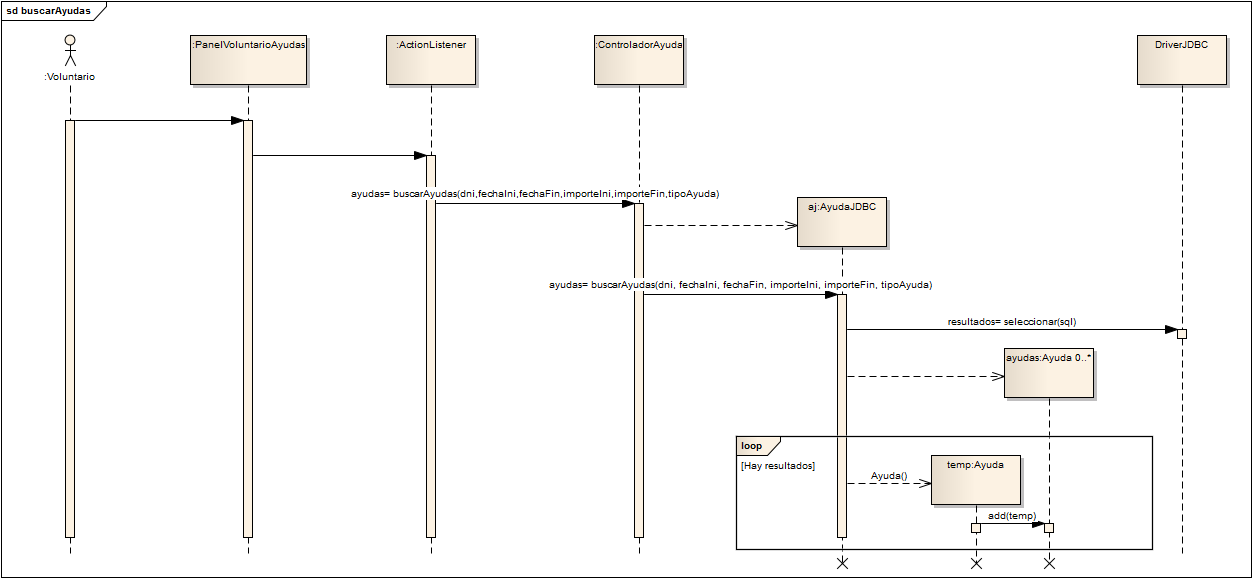 sd buscarAyudas
:Voluntario
:PanelVoluntarioAyudas
:ActionListener
:ControladorAyuda
DriverJDBC
ayudas= buscarAyudas(dni,fechaIni,fechaFin,importeIni,importeFin,tipoAyuda)
aj:AyudaJDBC
ayudas= buscarAyudas(dni, fechaIni, fechaFin, importeIni, importeFin, tipoAyuda)
resultados= seleccionar(sql)
ayudas:Ayuda 0..*
loop
[Hay resultados]
Ayuda()
temp:Ayuda
add(temp)